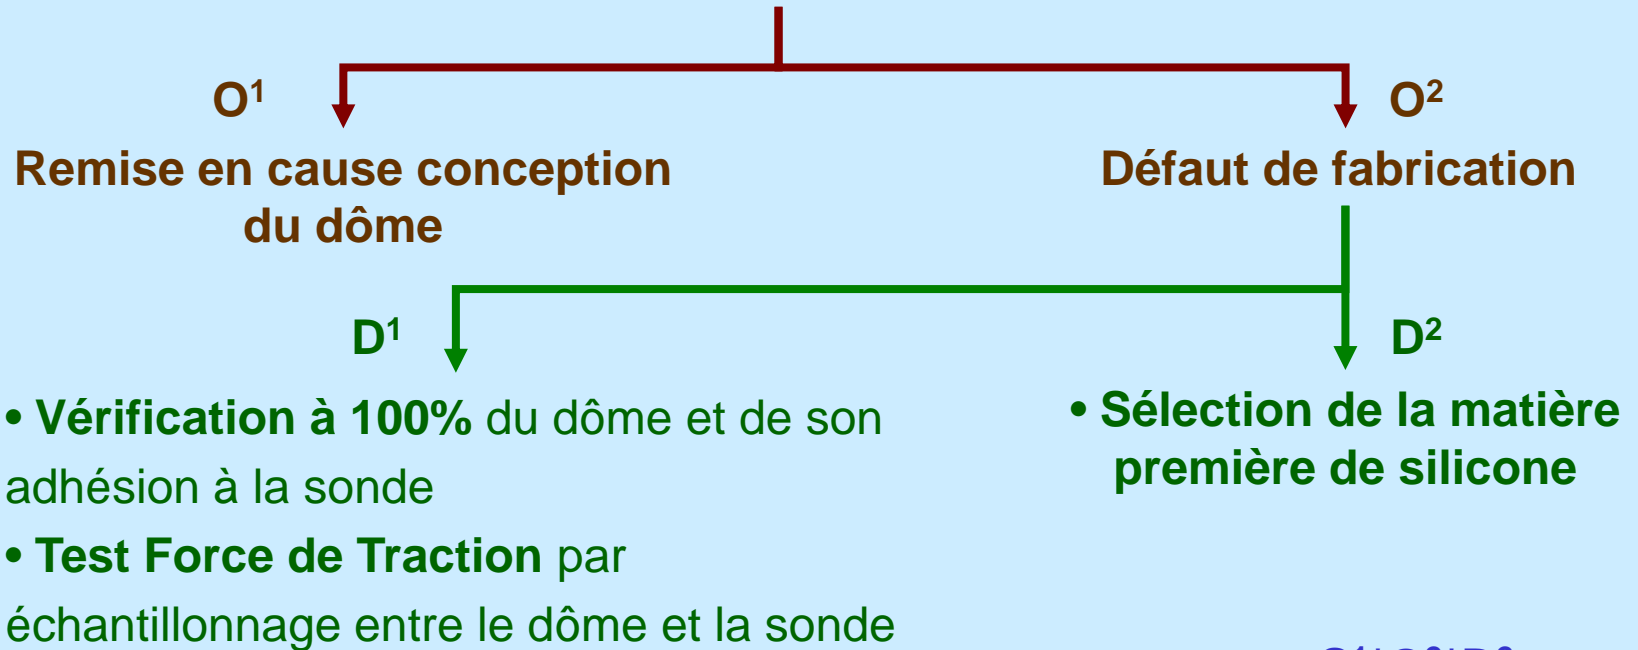 O¹
O²
Remise en cause conception
du dôme
Défaut de fabrication
D¹
D²
• Vérification à 100% du dôme et de son
adhésion à la sonde
• Test Force de Traction par
échantillonnage entre le dôme et la sonde
• Sélection de la matière
première de silicone